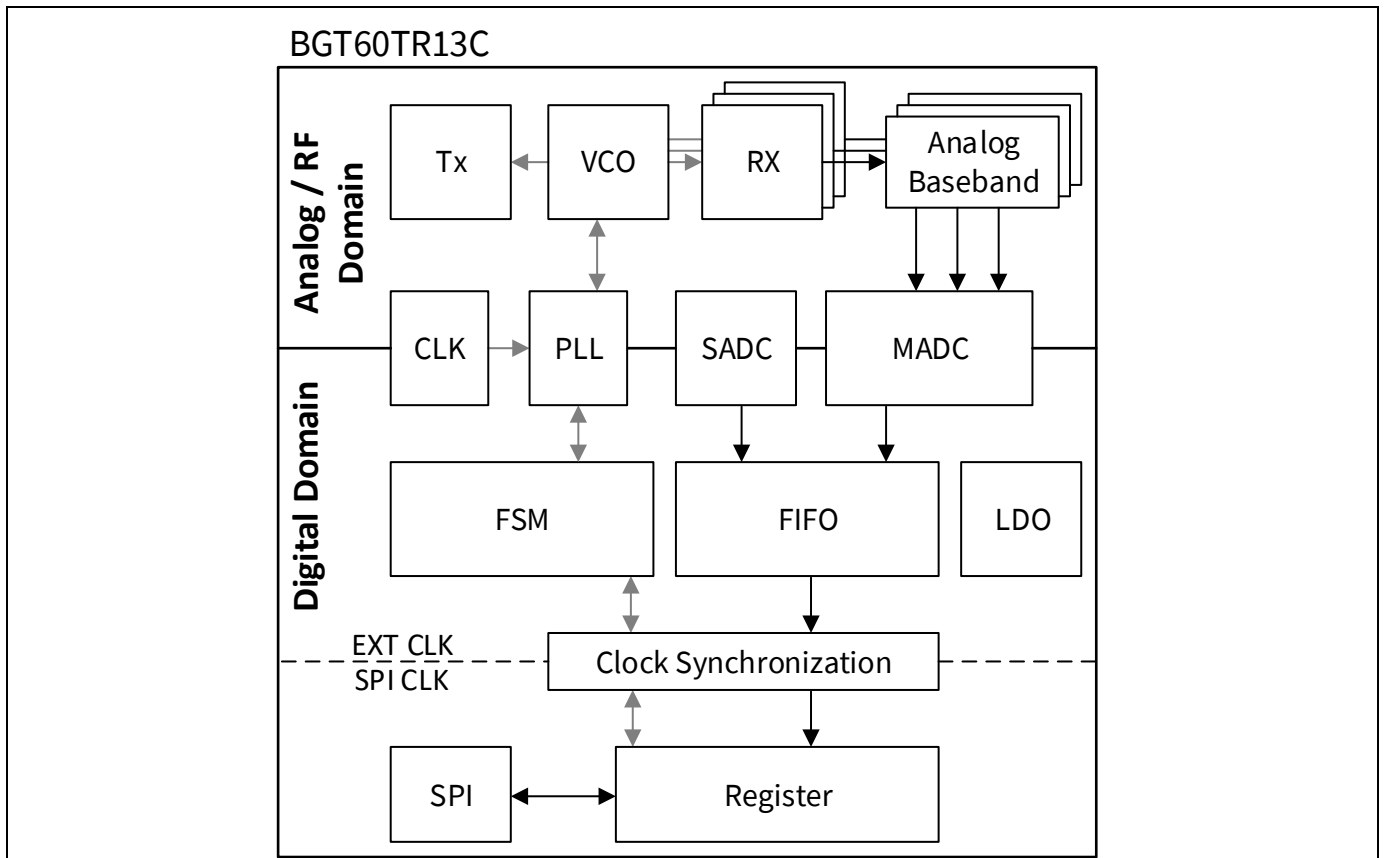 BGT60TR13C
Analog / RF
Domain
Tx
VCO
RX
Analog
Baseband
CLK
PLL
SADC
MADC
Digital Domain
FSM
FIFO
LDO
EXT CLK
SPI CLK
Clock Synchronization
SPI
Register